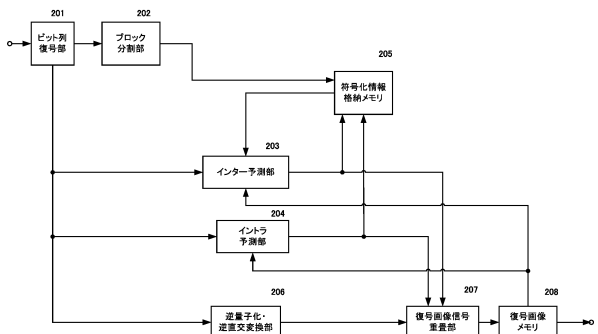 201
202
ビット列
復号部
ブロック
分割部
205
符号化情報
格納メモリ
203
インター予測部
204
イントラ
予測部
206
207
208
逆量子化・
逆直交変換部
復号画像信号
重畳部
復号画像
メモリ